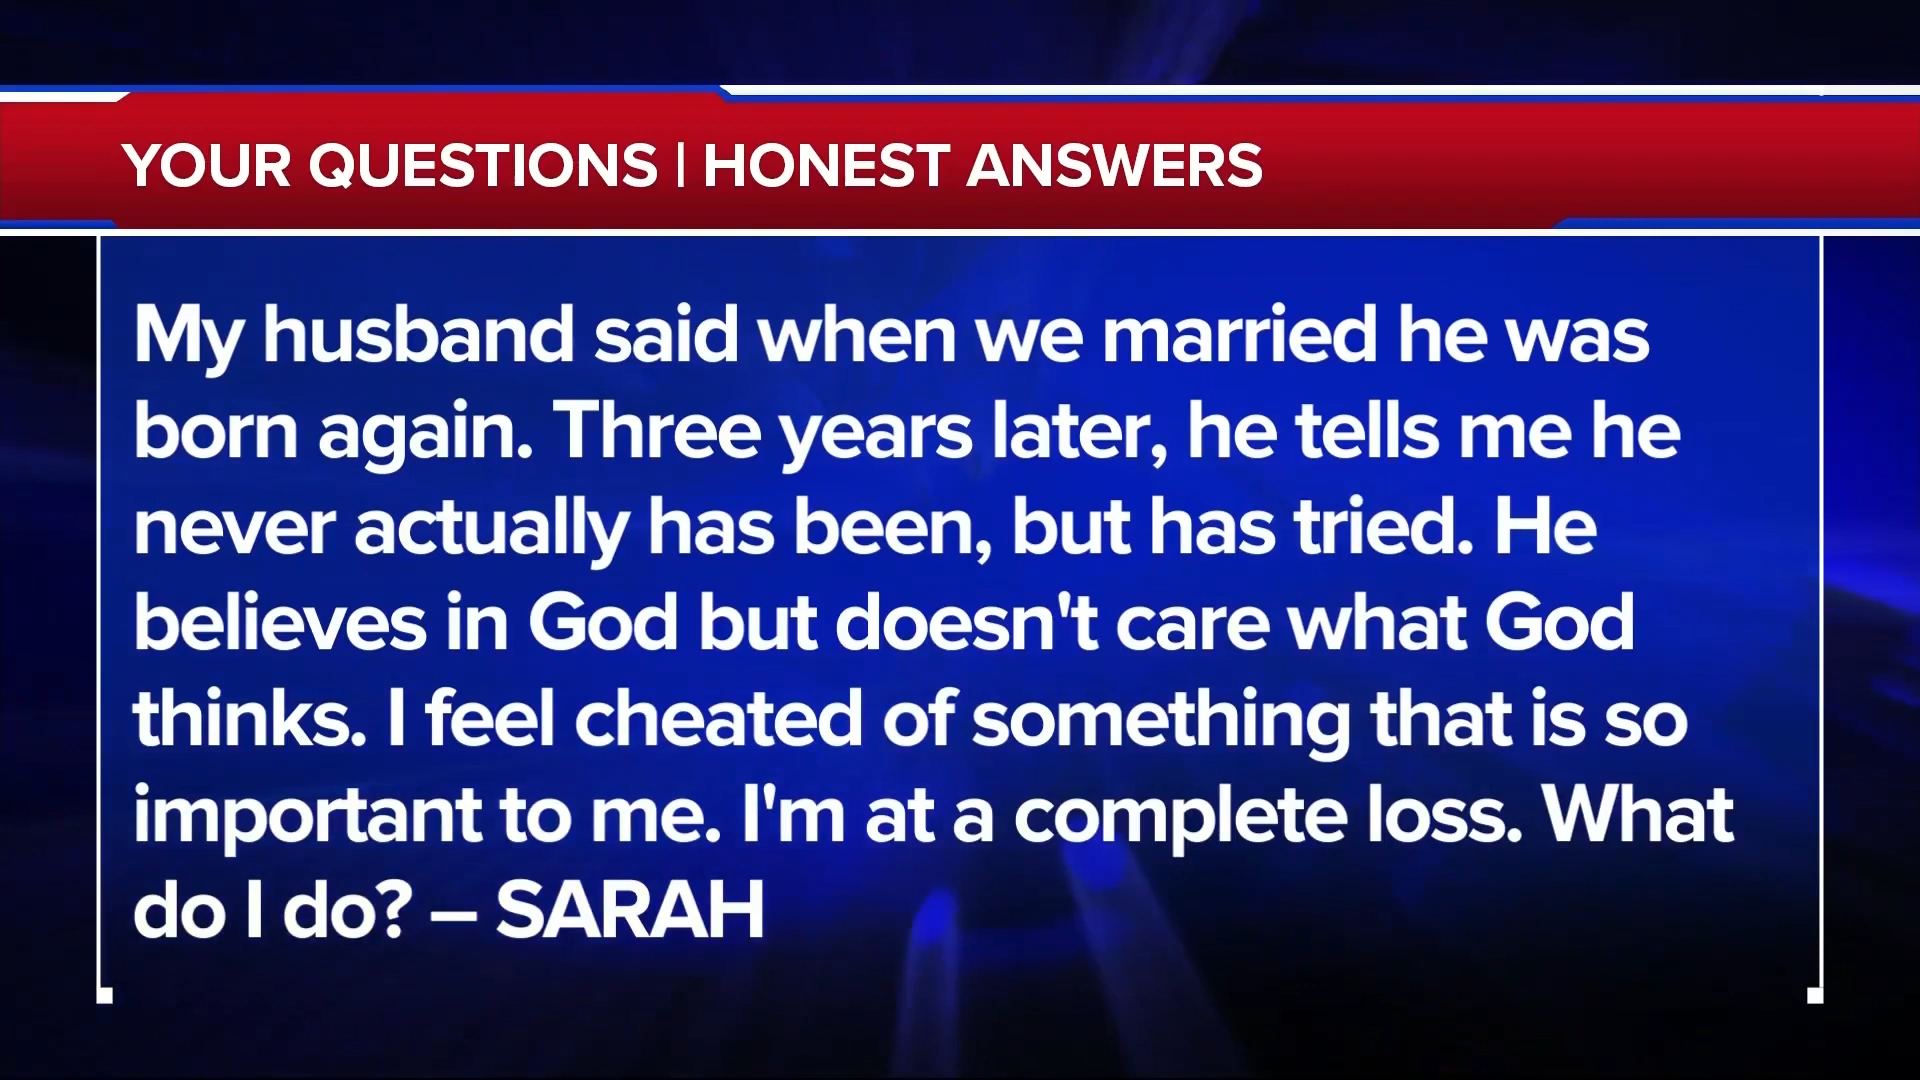 YOUR QUESTIONS | HONEST ANSWERS
My husband said when we married he was
born again. Three years later, he tells me he
never actually has been, but has tried. He
believes in God but doesn't care what God
thinks. I feel cheated of something that is so
important to me. I'm at a complete loss. What
do I do? – SARAH